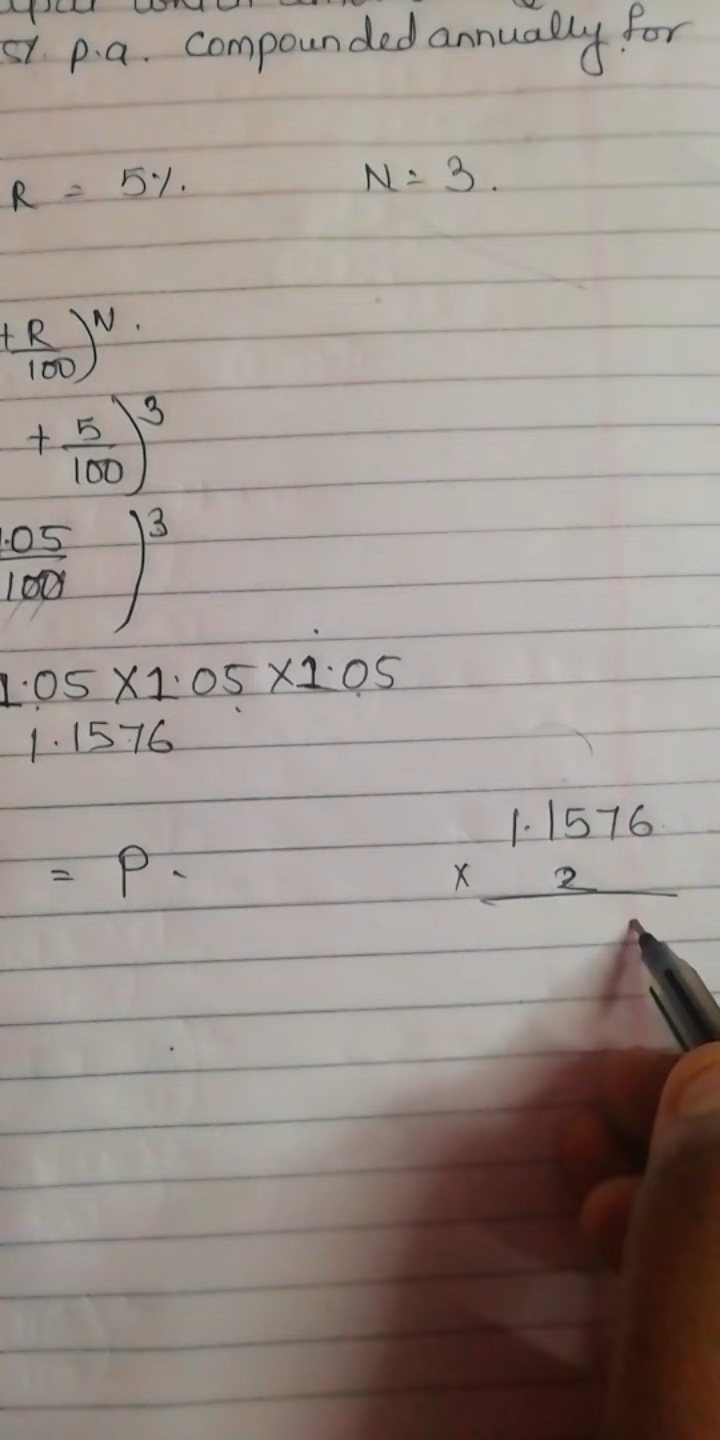 5% p.a. compounded annually for
R = 5%. N = 3.
+ R/100)^N.
+ 5/100)^3
1.05/100)^3
1.05 X 1.05 X 1.05
1.1576
= P.
1.1576
X 2